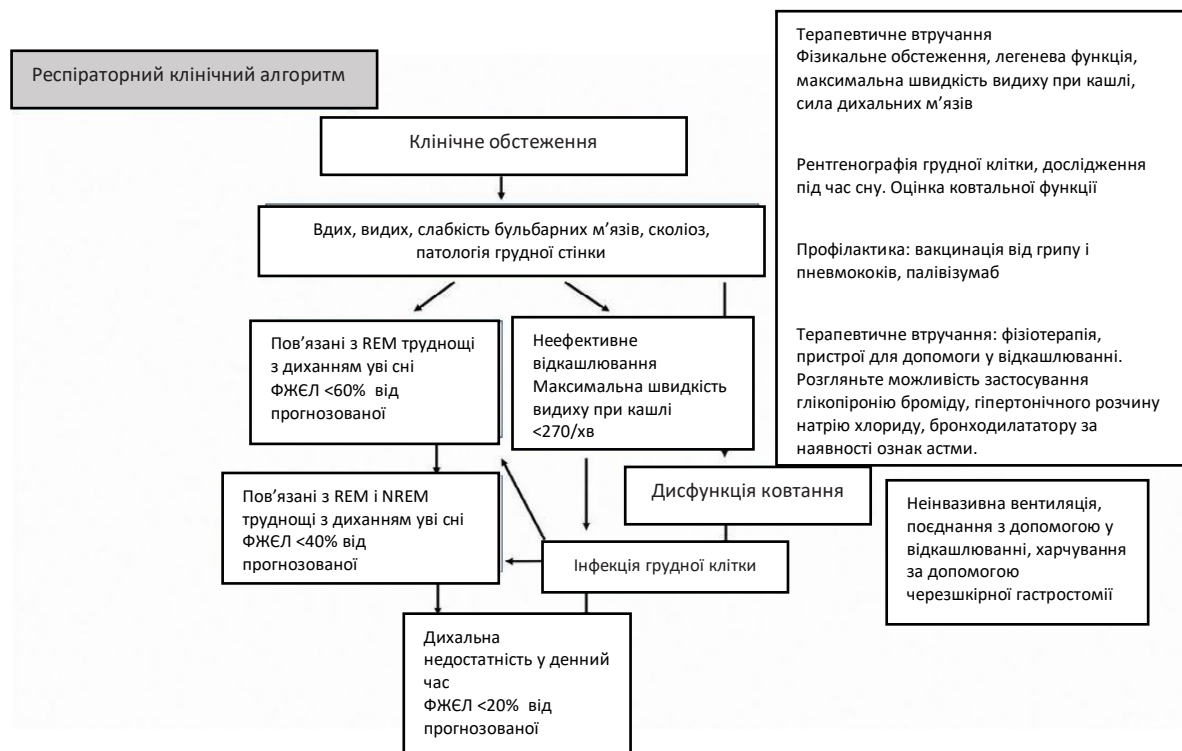 Респіраторний клінічний алгоритм
Клінічне обстеження
Вдих, видих, слабкість бульбарних м’язів, сколіоз,
патологія грудної стінки
Пов’язані з REM труднощі
з диханням уві сні
ФЖЄЛ <60% від
прогнозованої
Неефективне
відкашлювання
Максимальна швидкість
видиху при кашлі
<270/хв
Пов’язані з REM і NREM
труднощі з диханням уві сні
ФЖЄЛ <40% від
прогнозованої
Дисфункція ковтання
Інфекція грудної клітки
Дихальна
недостатність у денний
час
ФЖЄЛ <20% від
прогнозованої
Терапевтичне втручання
Фізикальне обстеження, легенева функція,
максимальна швидкість видиху при кашлі,
сила дихальних м’язів
Рентгенографія грудної клітки, дослідження
під час сну. Оцінка ковтальної функції
Профілактика: вакцинація від грипу і
пневмококів, палівізумаб
Терапевтичне втручання: фізіотерапія,
пристрої для допомоги у відкашлюванні.
Розгляньте можливість застосування
глікопіронію броміду, гіпертонічного розчину
натрію хлориду, бронходилататору за
наявності ознак астми.
Неінвазивна вентиляція,
поєднання з допомогою у
відкашлюванні, харчування
за допомогою
черезшкірної гастростомії